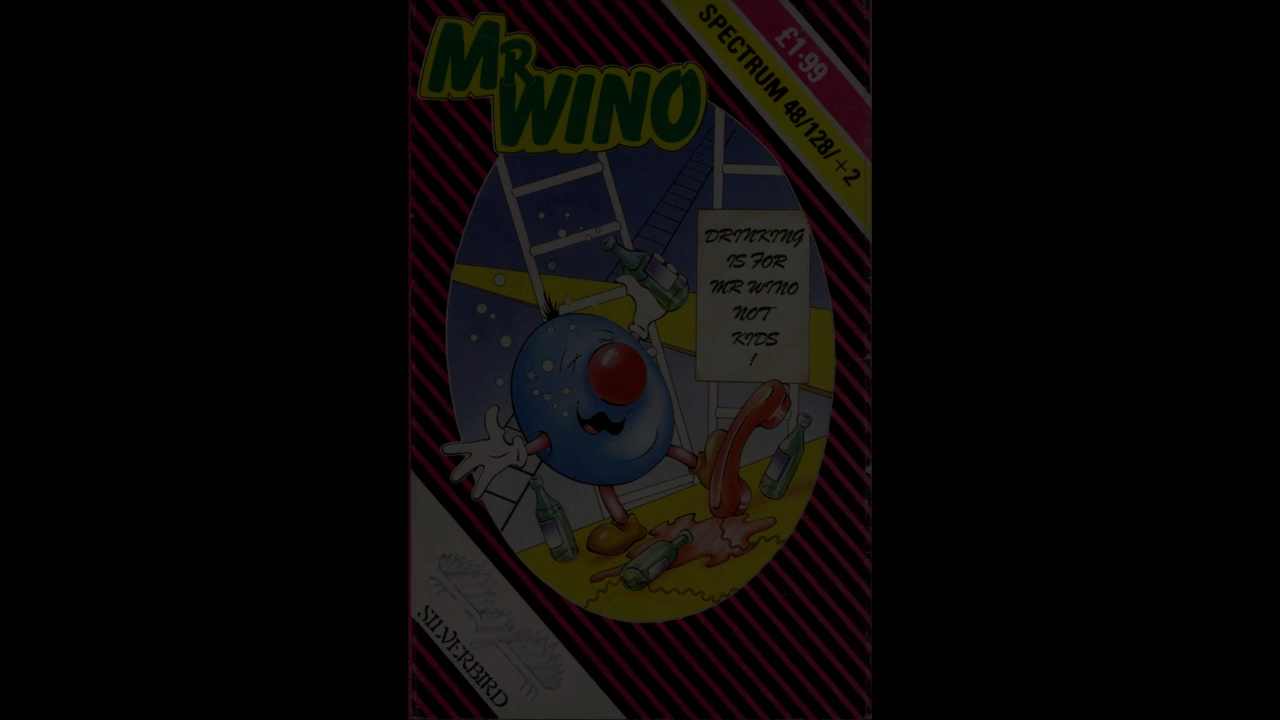 MR
WINO
£1·99
SPECTRUM 48/128/+2
DRINKING
IS FOR
MR WINO
NOT
KIDS
!
SILVERBIRD